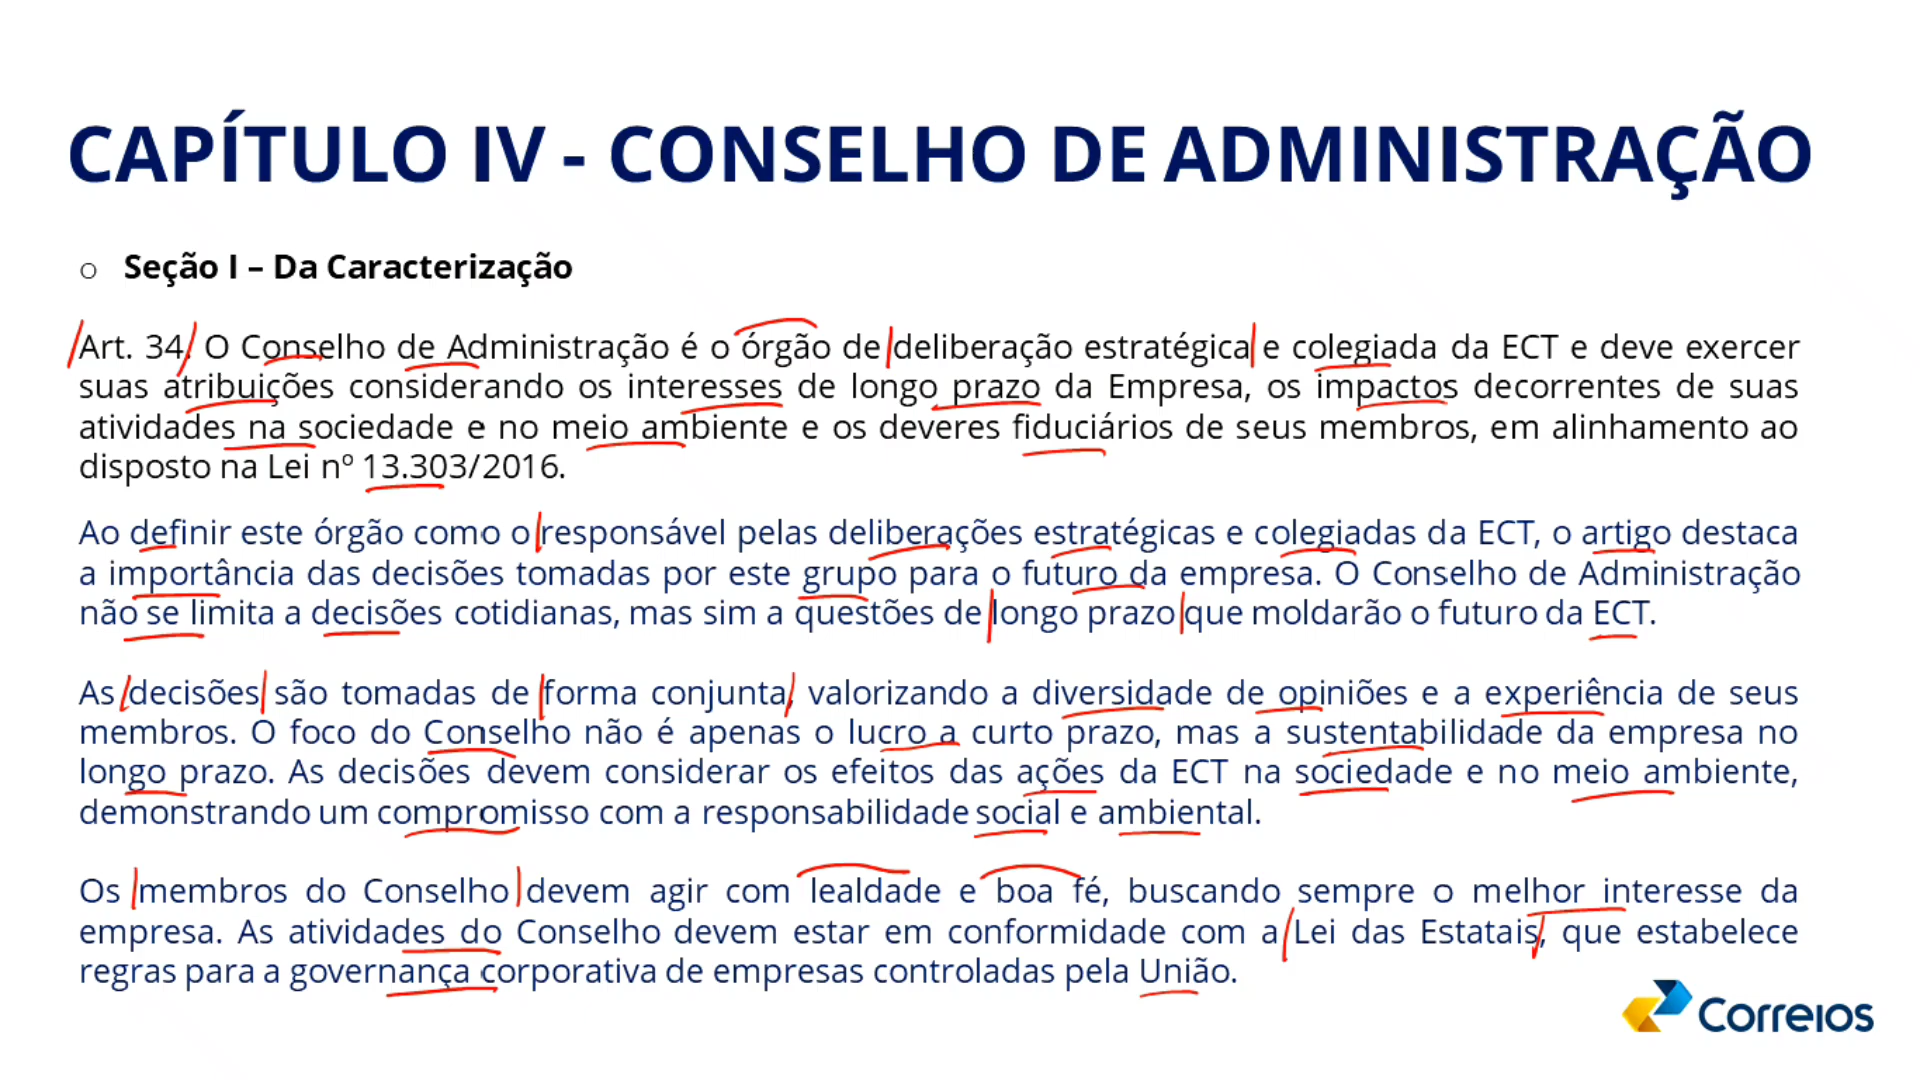 CAPÍTULO IV - CONSELHO DE ADMINISTRAÇÃO
o Seção I – Da Caracterização
Art. 34. O Conselho de Administração é o órgão de deliberação estratégica e colegiada da ECT e deve exercer
suas atribuições considerando os interesses de longo prazo da Empresa, os impactos decorrentes de suas
atividades na sociedade e no meio ambiente e os deveres fiduciários de seus membros, em alinhamento ao
disposto na Lei nº 13.303/2016.
Ao definir este órgão como o responsável pelas deliberações estratégicas e colegiadas da ECT, o artigo destaca
a importância das decisões tomadas por este grupo para o futuro da empresa. O Conselho de Administração
não se limita a decisões cotidianas, mas sim a questões de longo prazo que moldarão o futuro da ECT.
As decisões são tomadas de forma conjunta, valorizando a diversidade de opiniões e a experiência de seus
membros. O foco do Conselho não é apenas o lucro a curto prazo, mas a sustentabilidade da empresa no
longo prazo. As decisões devem considerar os efeitos das ações da ECT na sociedade e no meio ambiente,
demonstrando um compromisso com a responsabilidade social e ambiental.
Os membros do Conselho devem agir com lealdade e boa fé, buscando sempre o melhor interesse da
empresa. As atividades do Conselho devem estar em conformidade com a Lei das Estatais, que estabelece
regras para a governança corporativa de empresas controladas pela União.
Correios